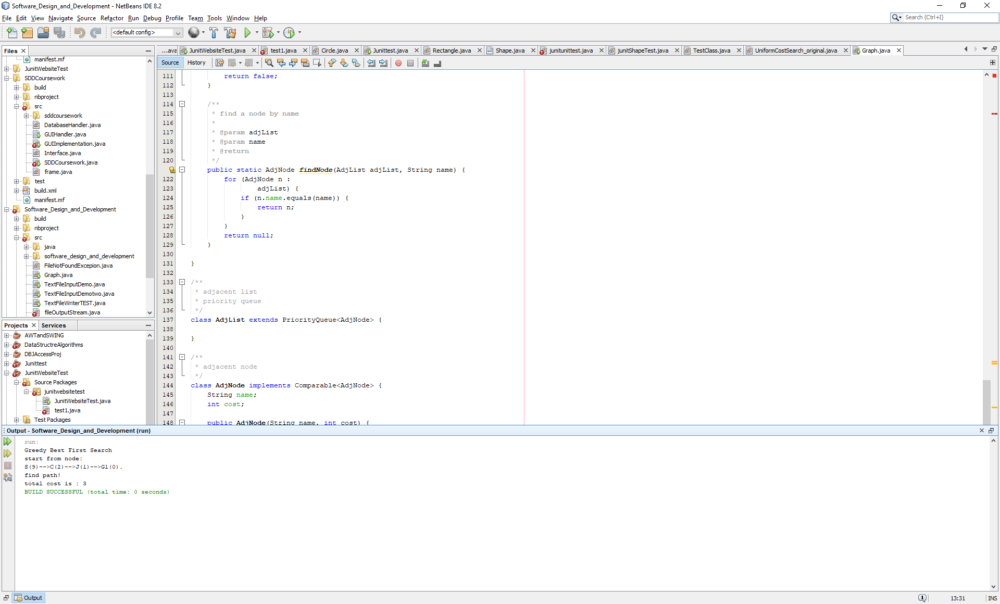 Software_Design_and_Development - NetBeans IDE 8.2
File Edit View Navigate Source Refactor Run Debug Profile Team Tools Window Help
Search (Ctrl+I)
<default config>
Files
manifest.mf
JunitWebsiteTest
SDDCoursework
build
nbproject
src
sddcoursework
DatabaseHandler.java
GUIHandler.java
GUIImplementation.java
Interface.java
SDDCoursework.java
frame.java
test
build.xml
manifest.mf
Software_Design_and_Development
build
nbproject
src
java
software_design_and_development
FileNotFoundExcepion.java
Graph.java
TextFileInputDemo.java
TextFileInputDemotwo.java
TextFileWriterTEST.java
fileOutputStream.java
Projects Services
AWTandSWING
DataStructreAlgorithms
DBJAccessProj
Junittest
JunitWebsiteTest
Source Packages
junitwebsitetest
JunitWebsiteTest.java
test1.java
Test Packages
...ava JunitWebsiteTest.java test1.java Circle.java Junittest.java Rectangle.java Shape.java junitunittest.java junitShapeTest.java TestClass.java UniformCostSearch_original.java Graph.java
Source History
111 return false;
112 }
113
114 /**
115 * find a node by name
116 *
117 * @param adjList
118 * @param name
119 * @return
120 */
public static AdjNode findNode(AdjList adjList, String name) {
122 for (AdjNode n :
123 adjList) {
124 if (n.name.equals(name)) {
125 return n;
126 }
127 }
128 return null;
129 }
130
131 }
132
133 /**
134 * adjacent list
135 * priority queue
136 */
137 class AdjList extends PriorityQueue<AdjNode> {
138
139 }
140
141 /**
142 * adjacent node
143 */
144 class AdjNode implements Comparable<AdjNode> {
145 String name;
146 int cost;
147
148 public AdjNode(String name, int cost) {
Output - Software_Design_and_Development (run)
run:
Greedy Best First Search
start from node:
S(9)-->C(2)-->J(1)-->G1(0).
find path!
total cost is : 3
BUILD SUCCESSFUL (total time: 0 seconds)
Output
1
13:31 INS